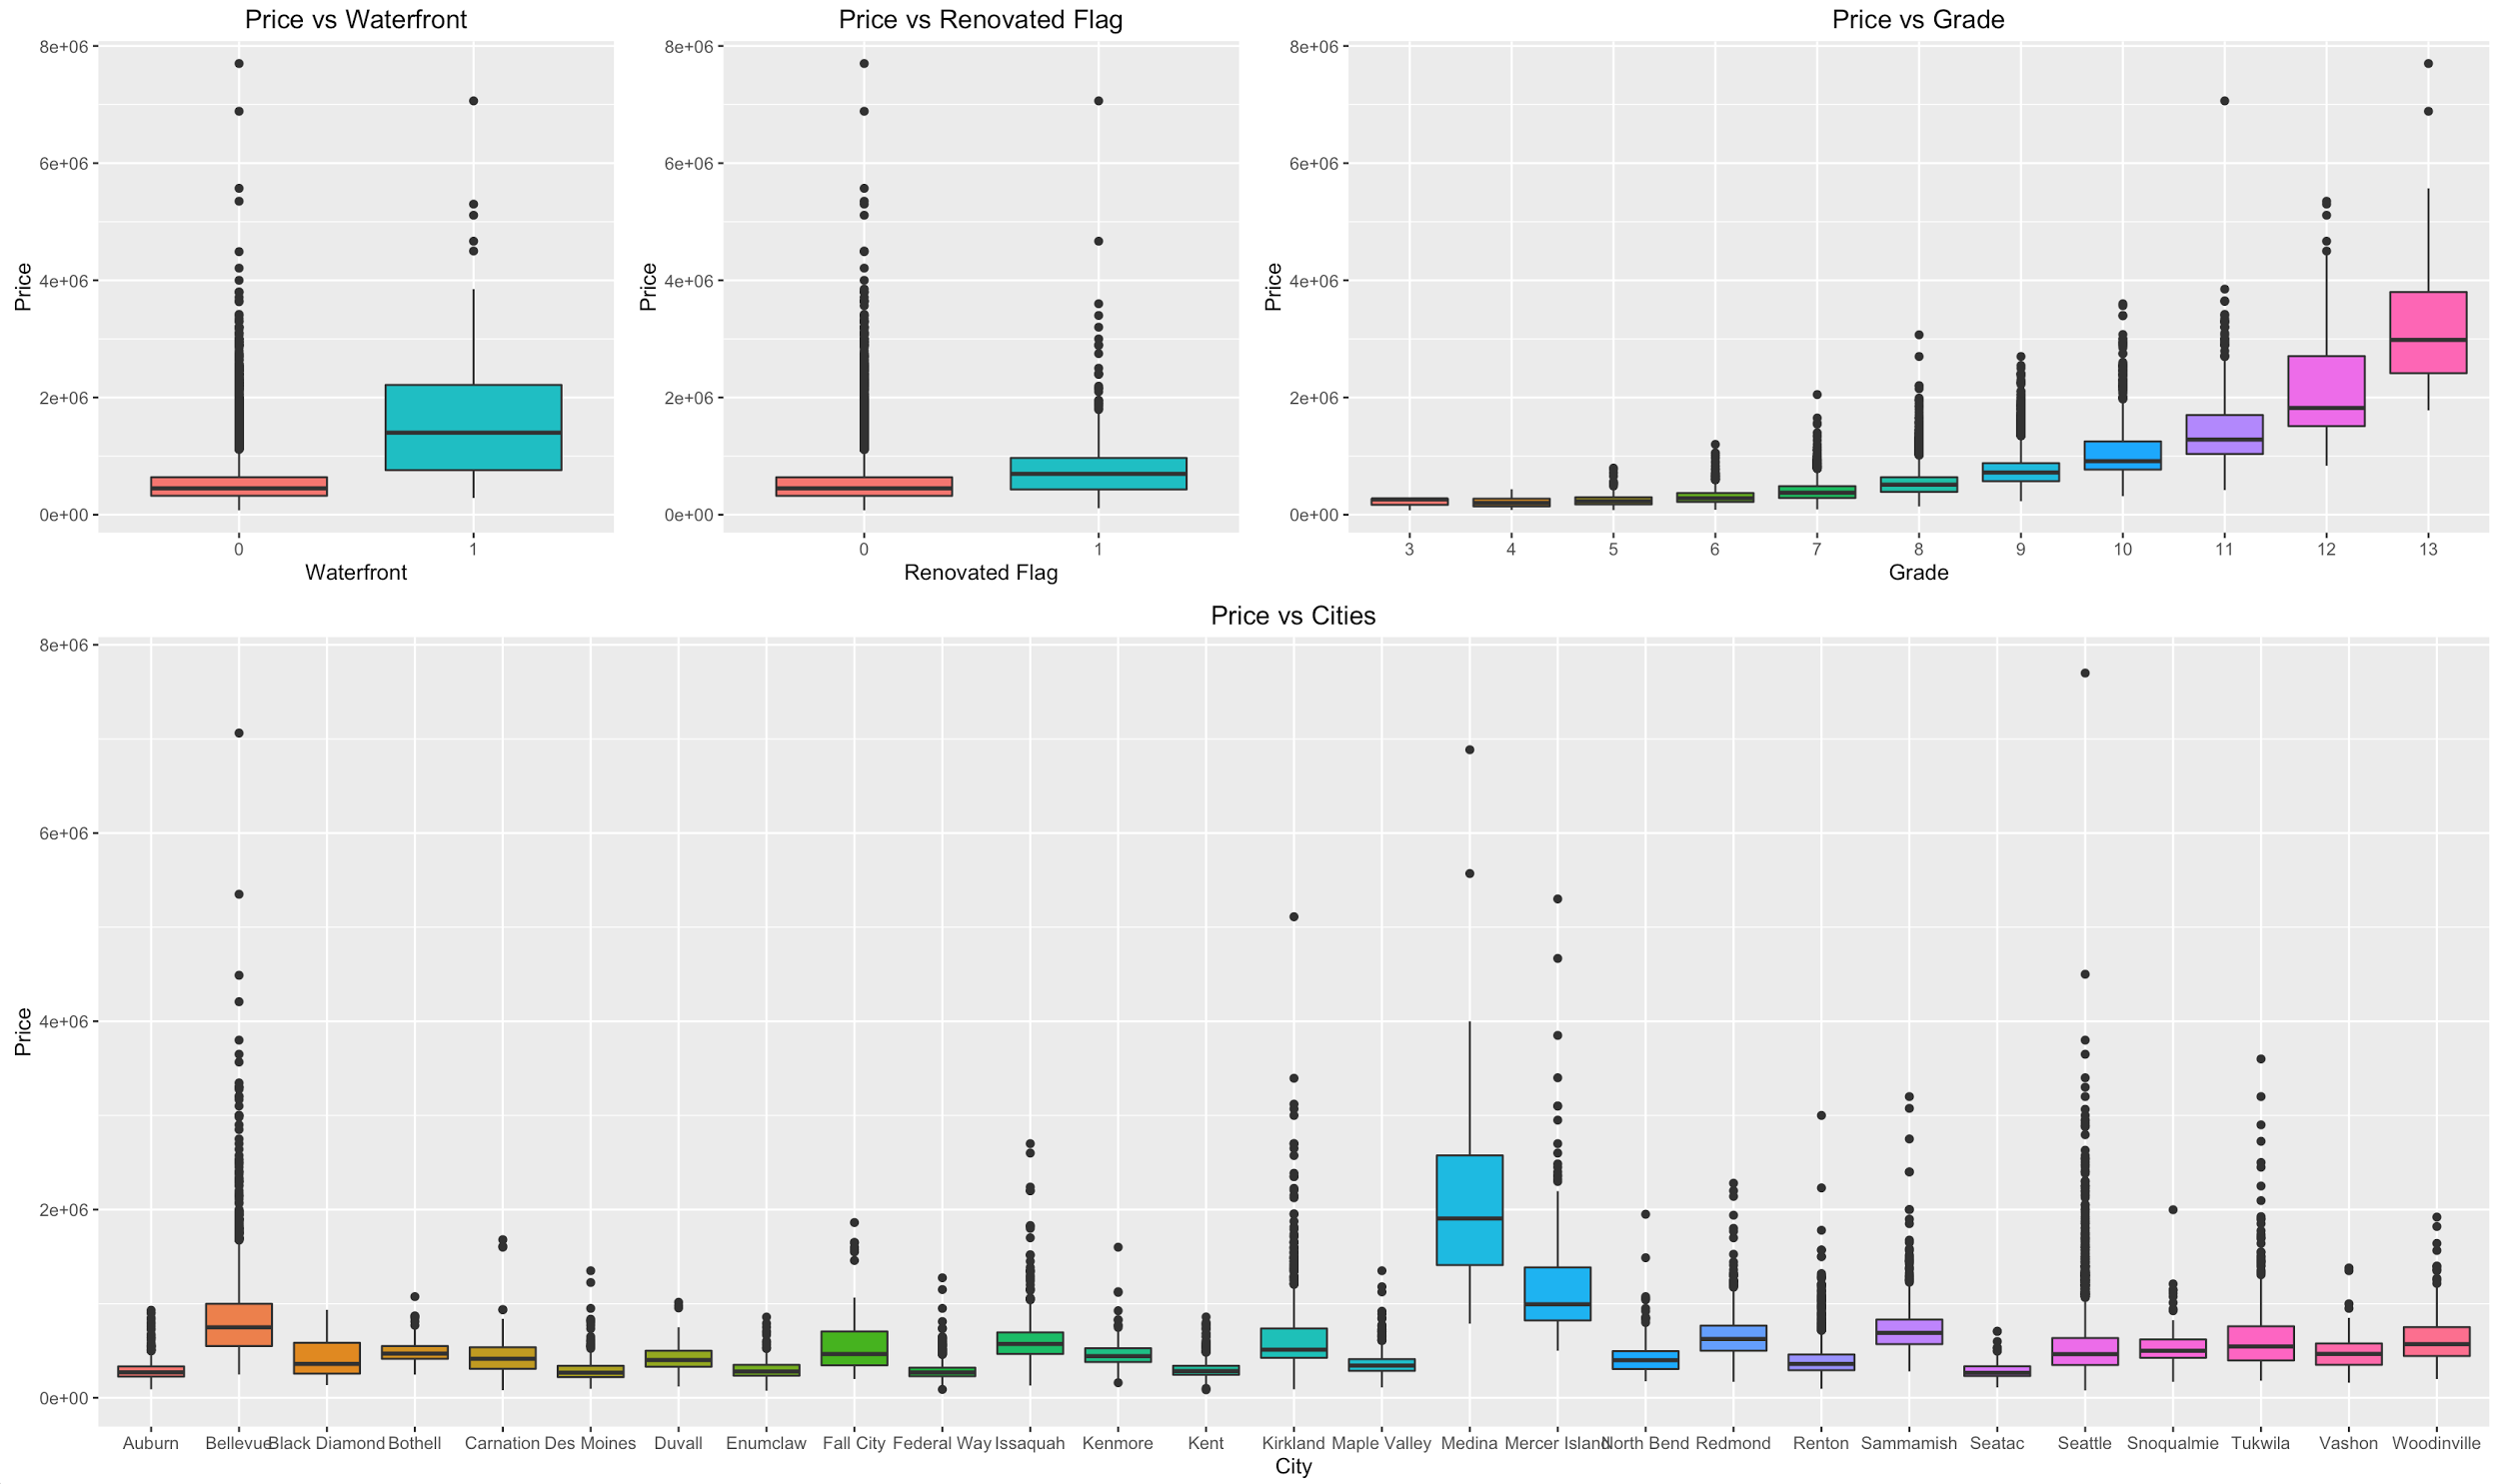 Price vs Waterfront
8e+06
6e+06
4e+06
2e+06
0e+00
Price
0 1
Waterfront
Price vs Renovated Flag
8e+06
6e+06
4e+06
2e+06
0e+00
Price
0 1
Renovated Flag
Price vs Grade
8e+06
6e+06
4e+06
2e+06
0e+00
Price
3 4 5 6 7 8 9 10 11 12 13
Grade
Price vs Cities
8e+06
6e+06
4e+06
2e+06
0e+00
Price
Auburn Bellevue Black Diamond Bothell Carnation Des Moines Duvall Enumclaw Fall City Federal Way Issaquah Kenmore Kent Kirkland Maple Valley Medina Mercer Island North Bend Redmond Renton Sammamish Seatac Seattle Snoqualmie Tukwila Vashon Woodinville
City